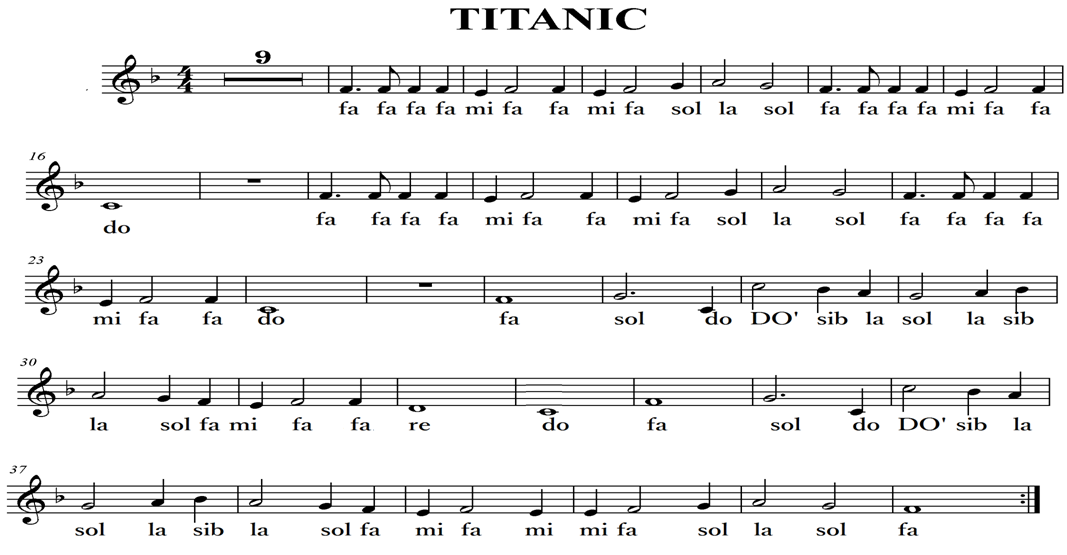 TITANIC
9
fa fa fa fa mi fa fa mi fa sol la sol fa fa fa fa mi fa fa
16
do fa fa fa fa mi fa fa mi fa sol la sol fa fa fa fa
23
mi fa fa do fa sol do DO' sib la sol la sib
30
la sol fa mi fa fa re do fa sol do DO' sib la
37
sol la sib la sol fa mi fa mi mi fa sol la sol fa